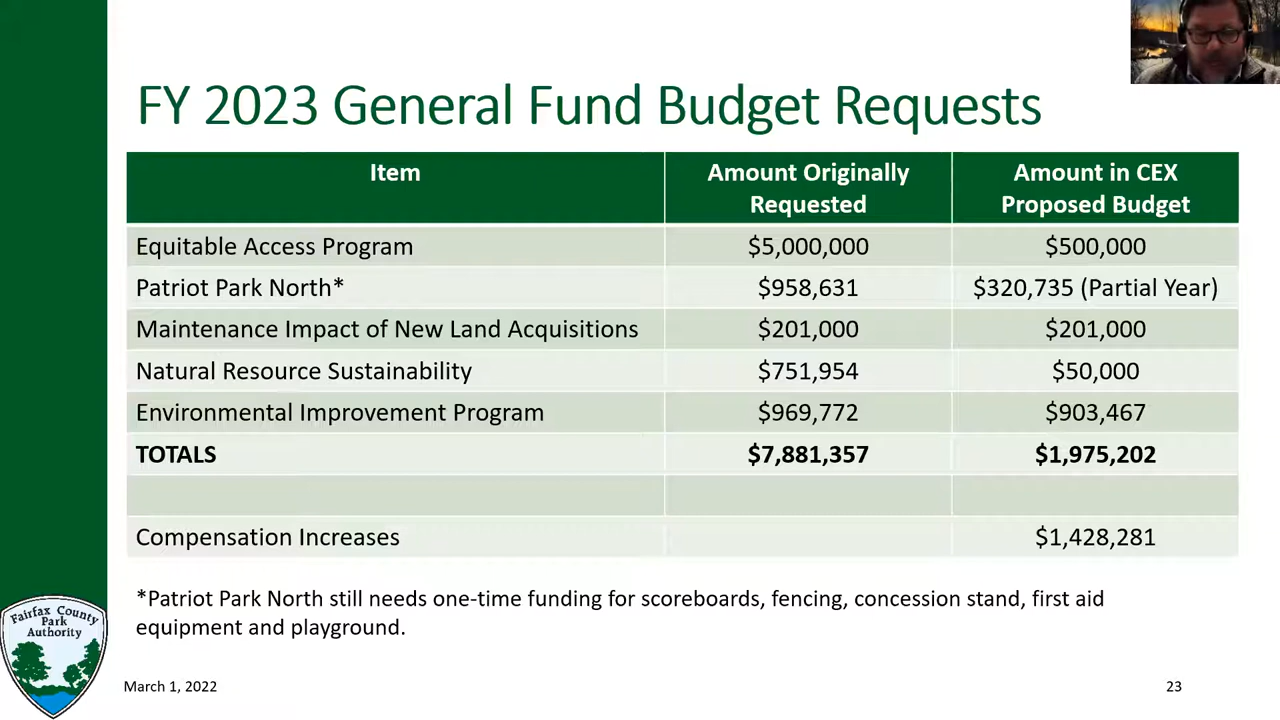 FY 2023 General Fund Budget Requests
Item Amount Originally Requested Amount in CEX Proposed Budget
Equitable Access Program $5,000,000 $500,000
Patriot Park North* $958,631 $320,735 (Partial Year)
Maintenance Impact of New Land Acquisitions $201,000 $201,000
Natural Resource Sustainability $751,954 $50,000
Environmental Improvement Program $969,772 $903,467
TOTALS $7,881,357 $1,975,202
Compensation Increases $1,428,281
*Patriot Park North still needs one-time funding for scoreboards, fencing, concession stand, first aid
equipment and playground.
Fairfax County
Park
Authority
March 1, 2022 23